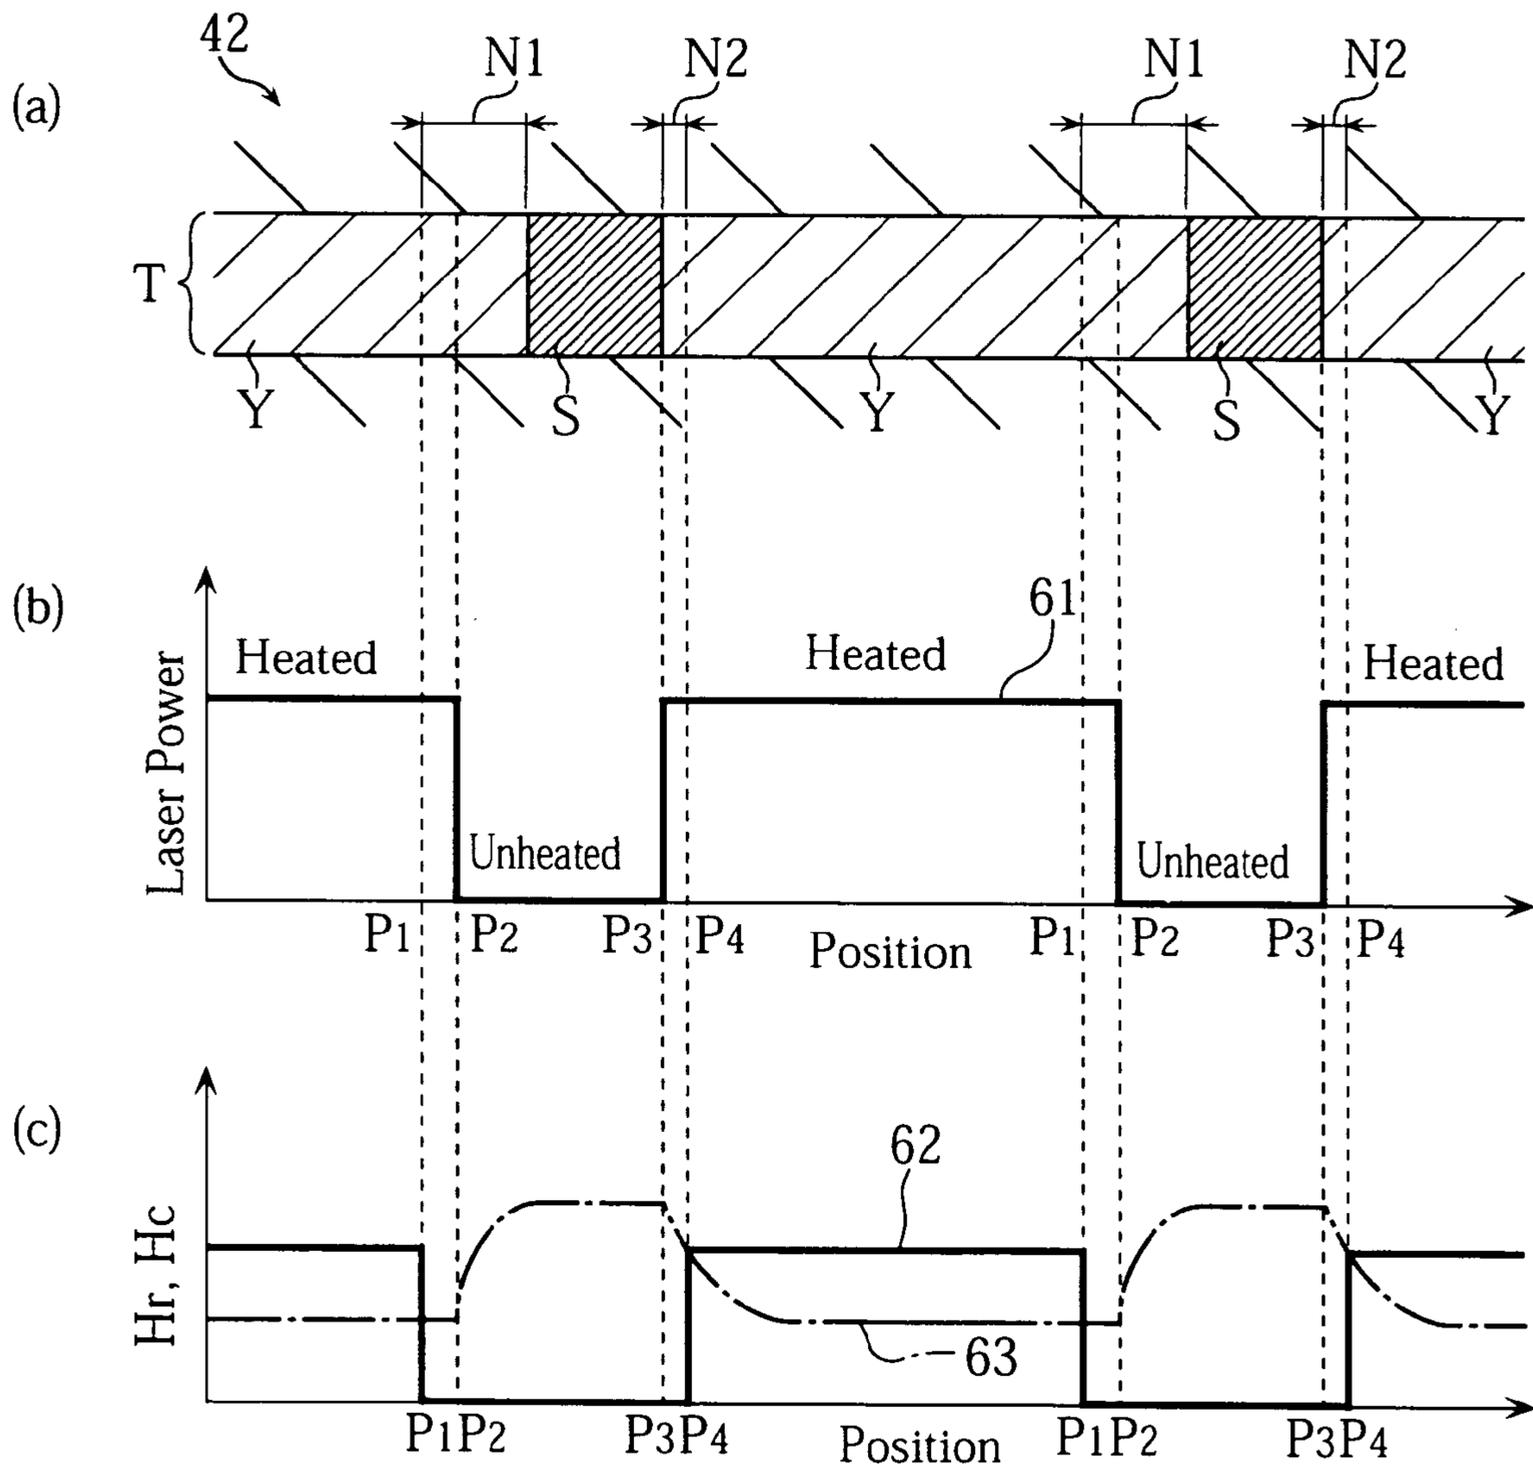 42
(a)
N1 N2 N1 N2
T
Y S Y S Y
(b)
61
Heated Heated Heated
Laser Power
Unheated Unheated
P1 P2 P3 P4 P1 P2 P3 P4
Position
(c)
62
Hr, Hc
63
P1P2 P3P4 P1P2 P3P4
Position